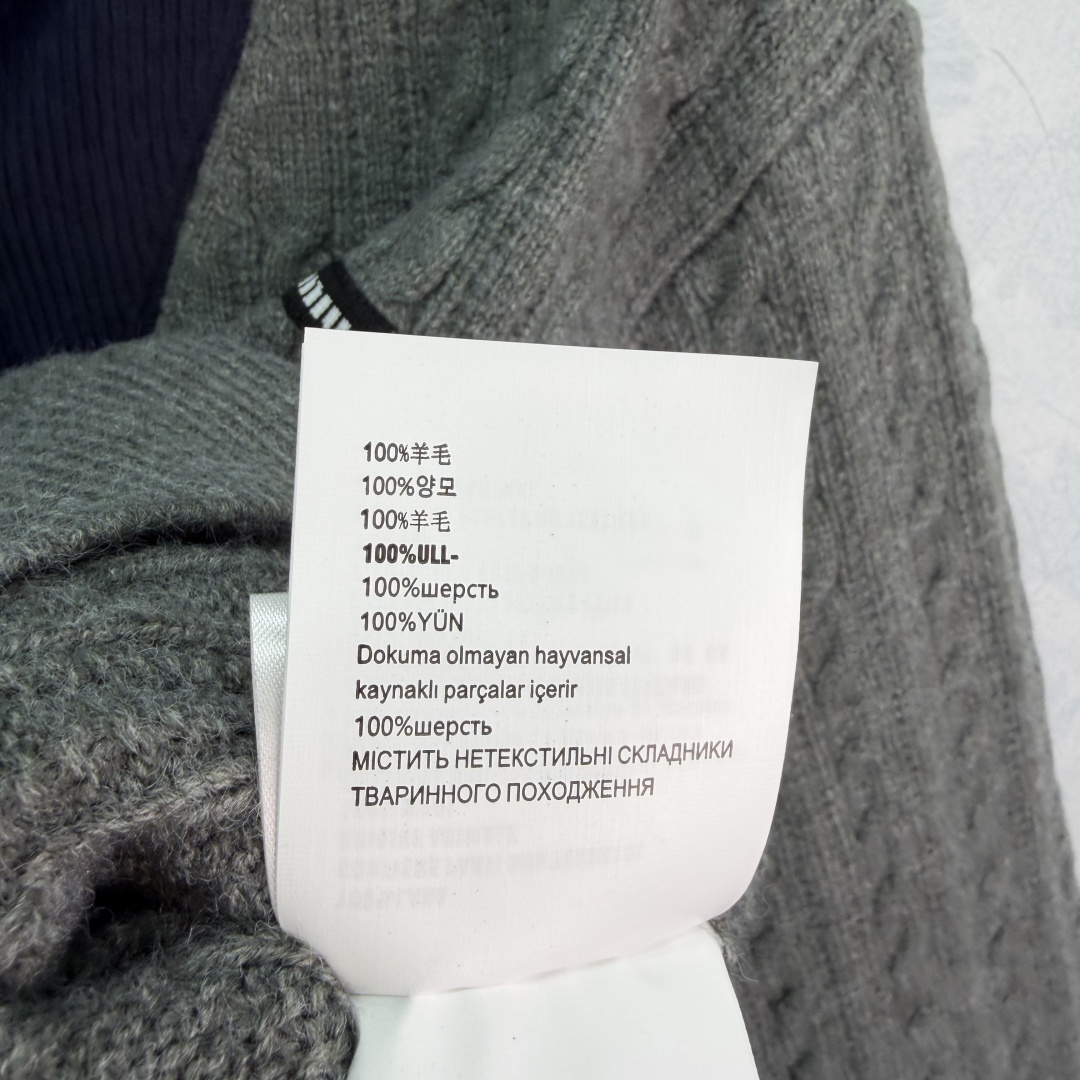 100%羊毛
100%양모
100%羊毛
100%ULL-
100%шерсть
100%YÜN
Dokuma olmayan hayvansal
kaynaklı parçalar içerir
100%шерсть
МІСТИТЬ НЕТЕКСТИЛЬНІ СКЛАДНИКИ
ТВАРИННОГО ПОХОДЖЕННЯ